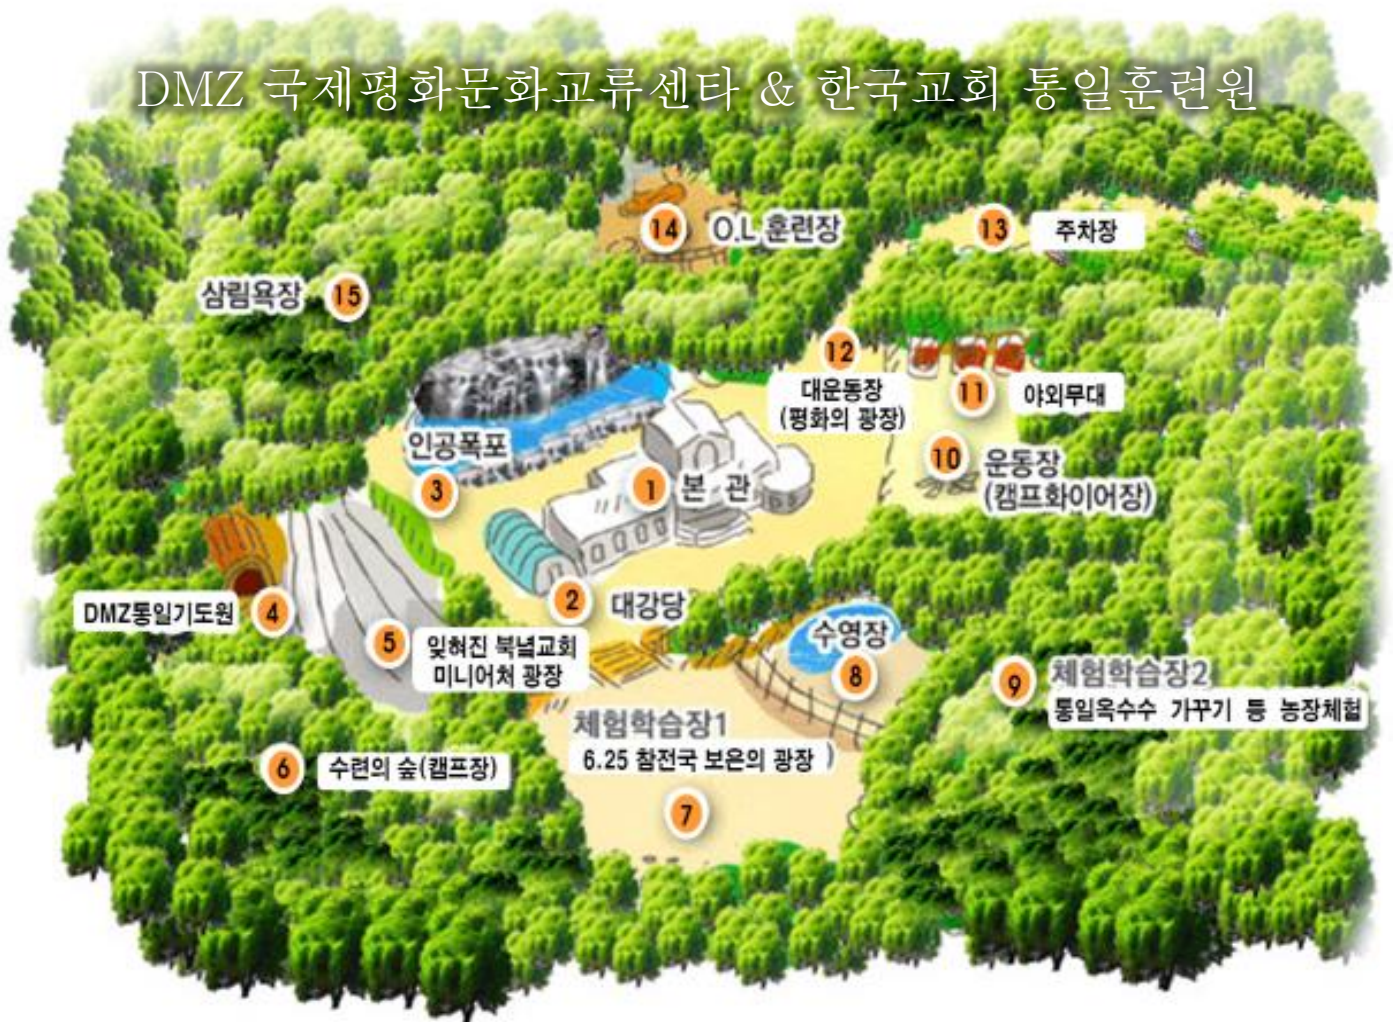 DMZ 국제평화문화교류센타 & 한국교회 통일훈련원
14 O.L 훈련장
13 주차장
삼림욕장 15
12
대운동장
(평화의 광장)
11 야외무대
인공폭포
3
1 본 관
10 운동장
(캠프화이어장)
2 대강당
DMZ통일기도원 4
5 잊혀진 북녘교회
미니어쳐 광장
수영장
8
9 체험학습장2
통일옥수수 가꾸기 등 농장체험
체험학습장1
6.25 참전국 보은의 광장
7
6 수련의 숲(캠프장)